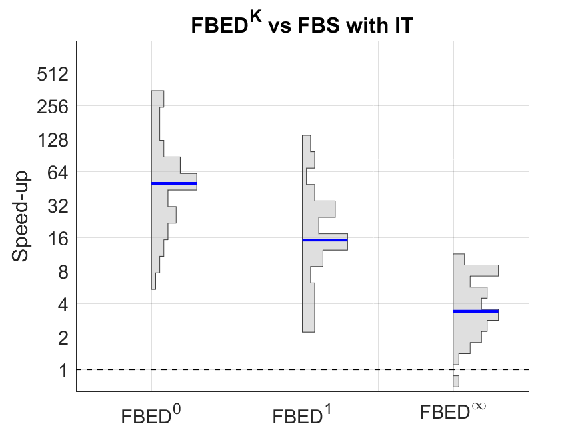 FBED^K vs FBS with IT
Speed-up
512
256
128
64
32
16
8
4
2
1
FBED^0
FBED^1
FBED^∞